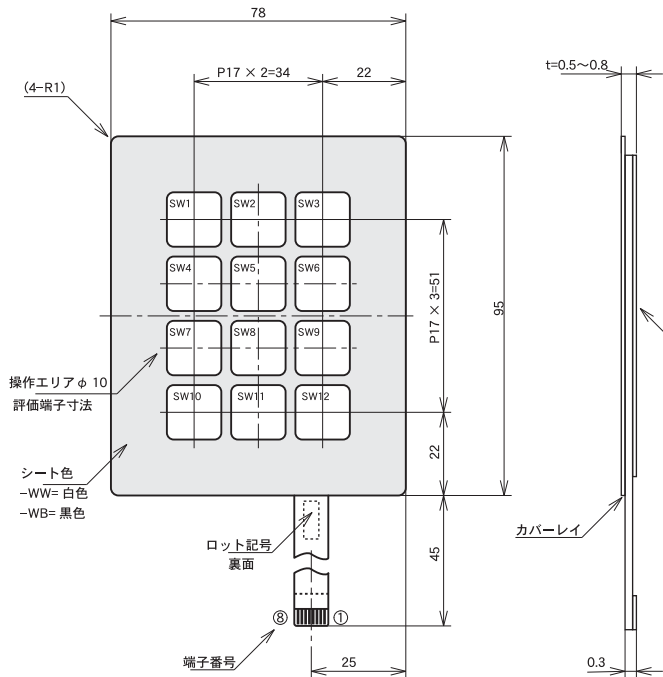 78
P17 × 2=34
22
t=0.5～0.8
(4-R1)
SW1
SW2
SW3
SW4
SW5
SW6
SW7
SW8
SW9
SW10
SW11
SW12
P17 × 3=51
95
操作エリアφ 10
評価端子寸法
シート色
-WW= 白色
-WB= 黒色
22
ロット記号
裏面
カバーレイ
45
⑧
①
端子番号
25
0.3